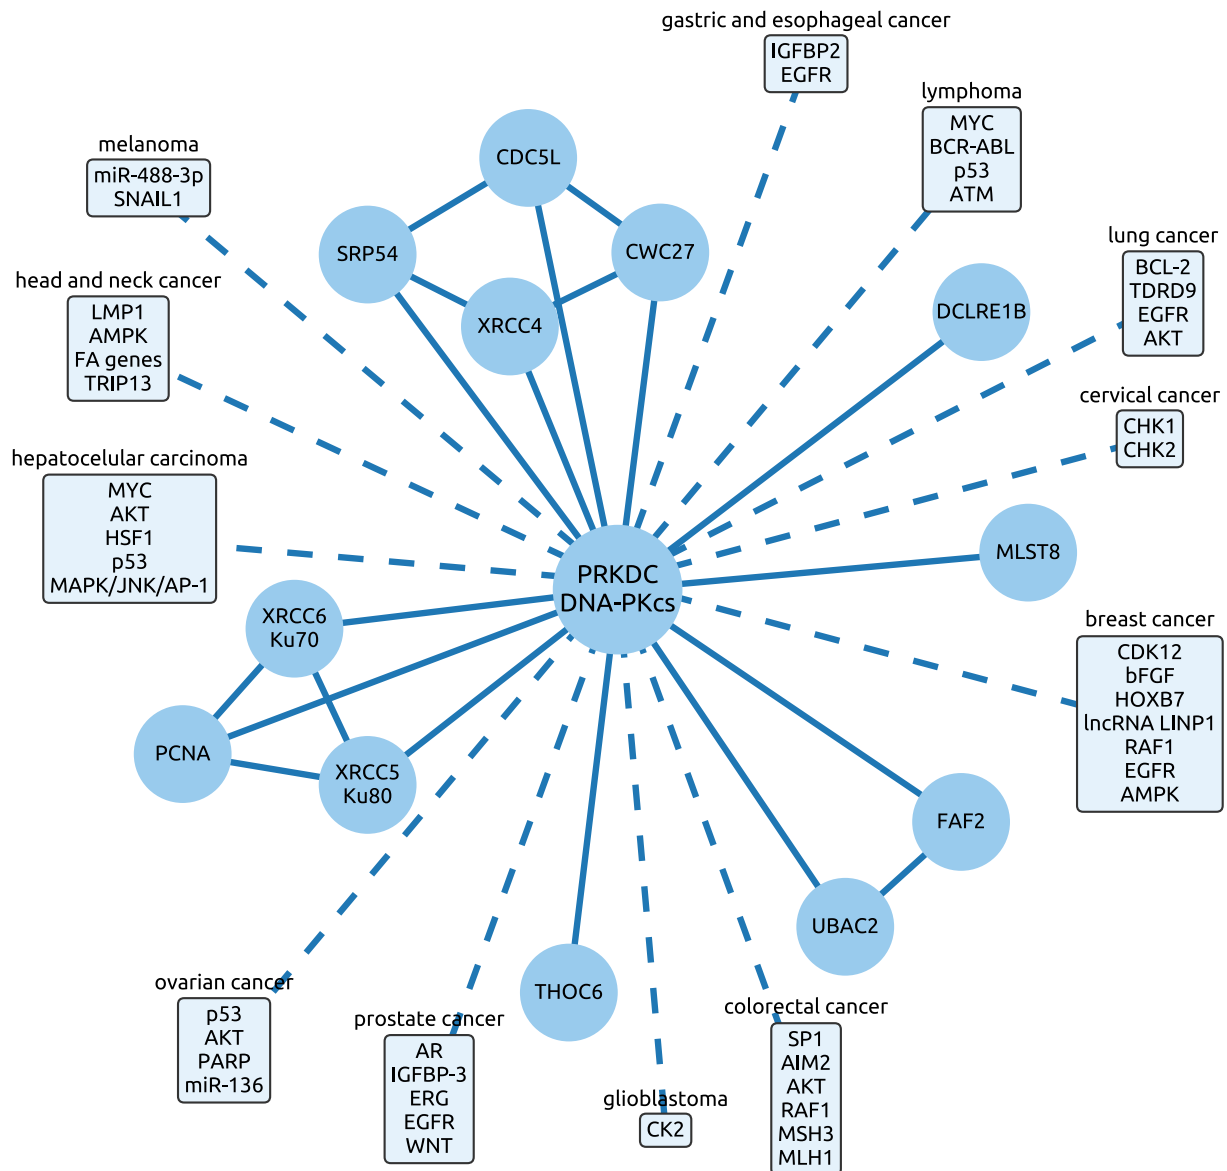 gastric and esophageal cancer
IGFBP2
EGFR
lymphoma
MYC
BCR-ABL
p53
ATM
melanoma
miR-488-3p
SNAIL1
CDC5L
SRP54
CWC27
XRCC4
lung cancer
BCL-2
TDRD9
EGFR
AKT
DCLRE1B
head and neck cancer
LMP1
AMPK
FA genes
TRIP13
cervical cancer
CHK1
CHK2
hepatocelular carcinoma
MYC
AKT
HSF1
p53
MAPK/JNK/AP-1
MLST8
PRKDC
DNA-PKcs
XRCC6
Ku70
PCNA
XRCC5
Ku80
breast cancer
CDK12
bFGF
HOXB7
lncRNA LINP1
RAF1
EGFR
AMPK
FAF2
UBAC2
THOC6
ovarian cancer
p53
AKT
PARP
miR-136
prostate cancer
AR
IGFBP-3
ERG
EGFR
WNT
glioblastoma
CK2
colorectal cancer
SP1
AIM2
AKT
RAF1
MSH3
MLH1